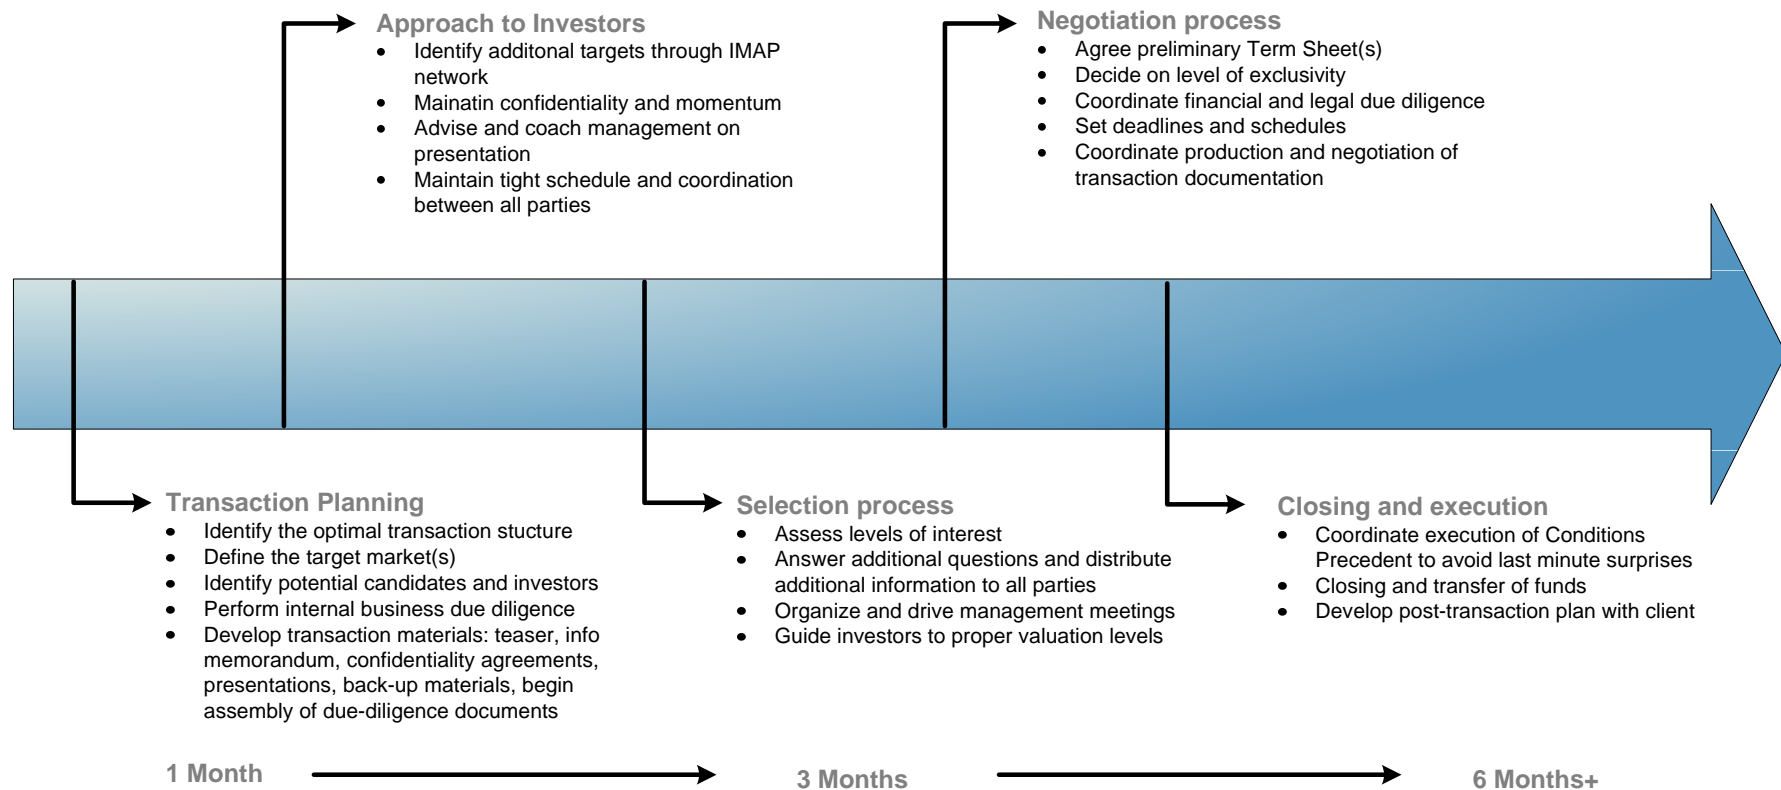 Approach to Investors
• Identify additonal targets through IMAP
network
• Mainatin confidentiality and momentum
• Advise and coach management on
presentation
• Maintain tight schedule and coordination
between all parties
Negotiation process
• Agree preliminary Term Sheet(s)
• Decide on level of exclusivity
• Coordinate financial and legal due diligence
• Set deadlines and schedules
• Coordinate production and negotiation of
transaction documentation
Transaction Planning
• Identify the optimal transaction stucture
• Define the target market(s)
• Identify potential candidates and investors
• Perform internal business due diligence
• Develop transaction materials: teaser, info
memorandum, confidentiality agreements,
presentations, back-up materials, begin
assembly of due-diligence documents
Selection process
• Assess levels of interest
• Answer additional questions and distribute
additional information to all parties
• Organize and drive management meetings
• Guide investors to proper valuation levels
Closing and execution
• Coordinate execution of Conditions
Precedent to avoid last minute surprises
• Closing and transfer of funds
• Develop post-transaction plan with client
1 Month
3 Months
6 Months+